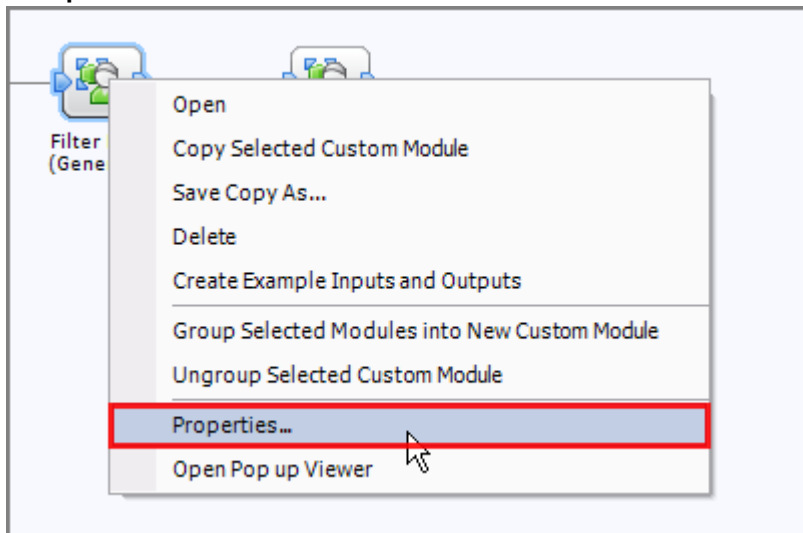 Filter
(Gene
Open
Copy Selected Custom Module
Save Copy As...
Delete
Create Example Inputs and Outputs
Group Selected Modules into New Custom Module
Ungroup Selected Custom Module
Properties...
Open Pop up Viewer